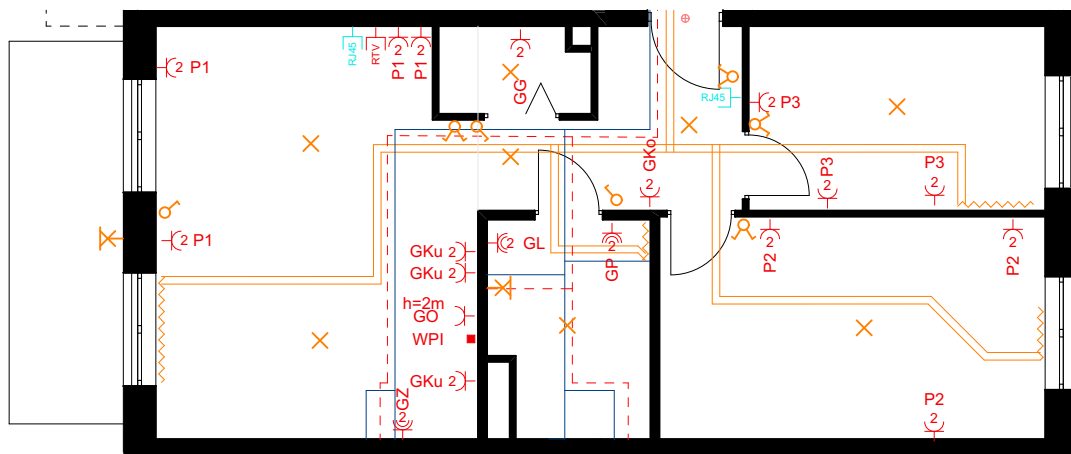 RJ45
RTV
2 P1
2 P1
2 P1
2 GG
RJ45
2 P3
GKo 2
P3 2
P3 2
2 P1
GKu 2
GKu 2
2 GL
2 GP
2 P2
2 P2
h=2m
GO
WPI
GKu 2
GZ 2
P2 2